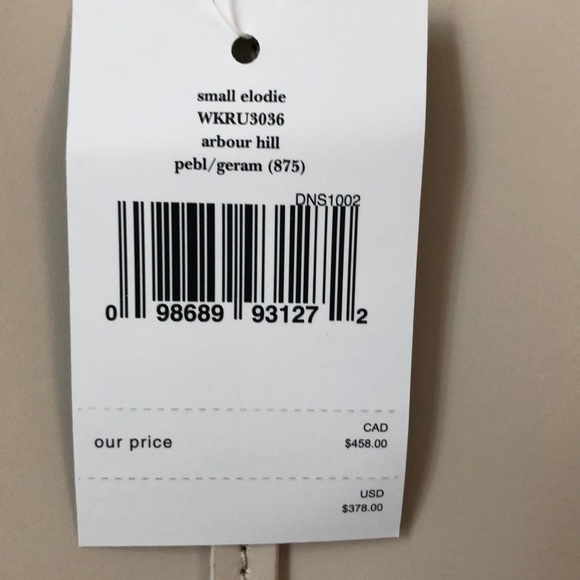 small elodie
WKRU3036
arbour hill
pebl/geram (875)
DNS1002
0 98689 93127 2
CAD
our price $458.00
USD
$378.00